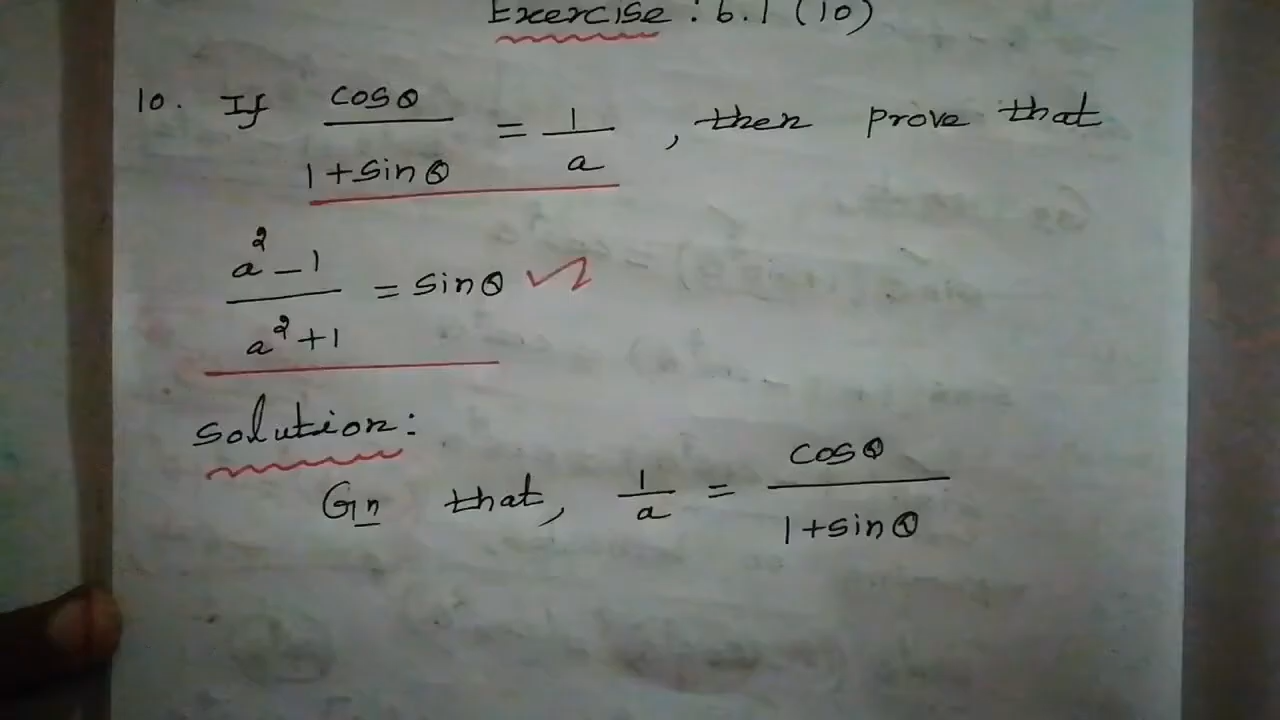 Exercise : 6.1 (10)
10. If cosθ / 1+sinθ = 1/a , then prove that
a²-1 / a²+1 = sinθ
solution:
Gn that, 1/a = cosθ / 1+sinθ